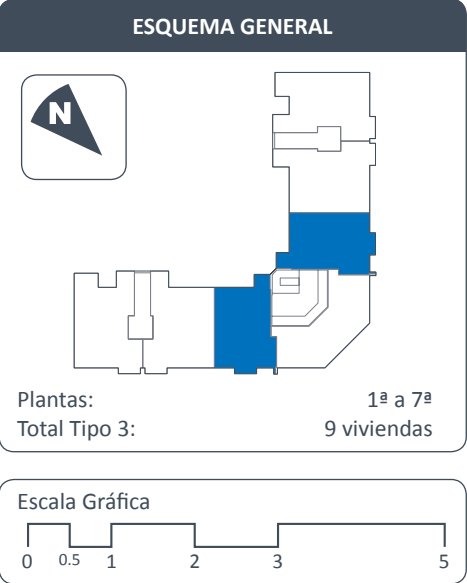 ESQUEMA GENERAL
N
Plantas: 1ª a 7ª
Total Tipo 3: 9 viviendas
Escala Gráfica
0 0.5 1 2 3 5